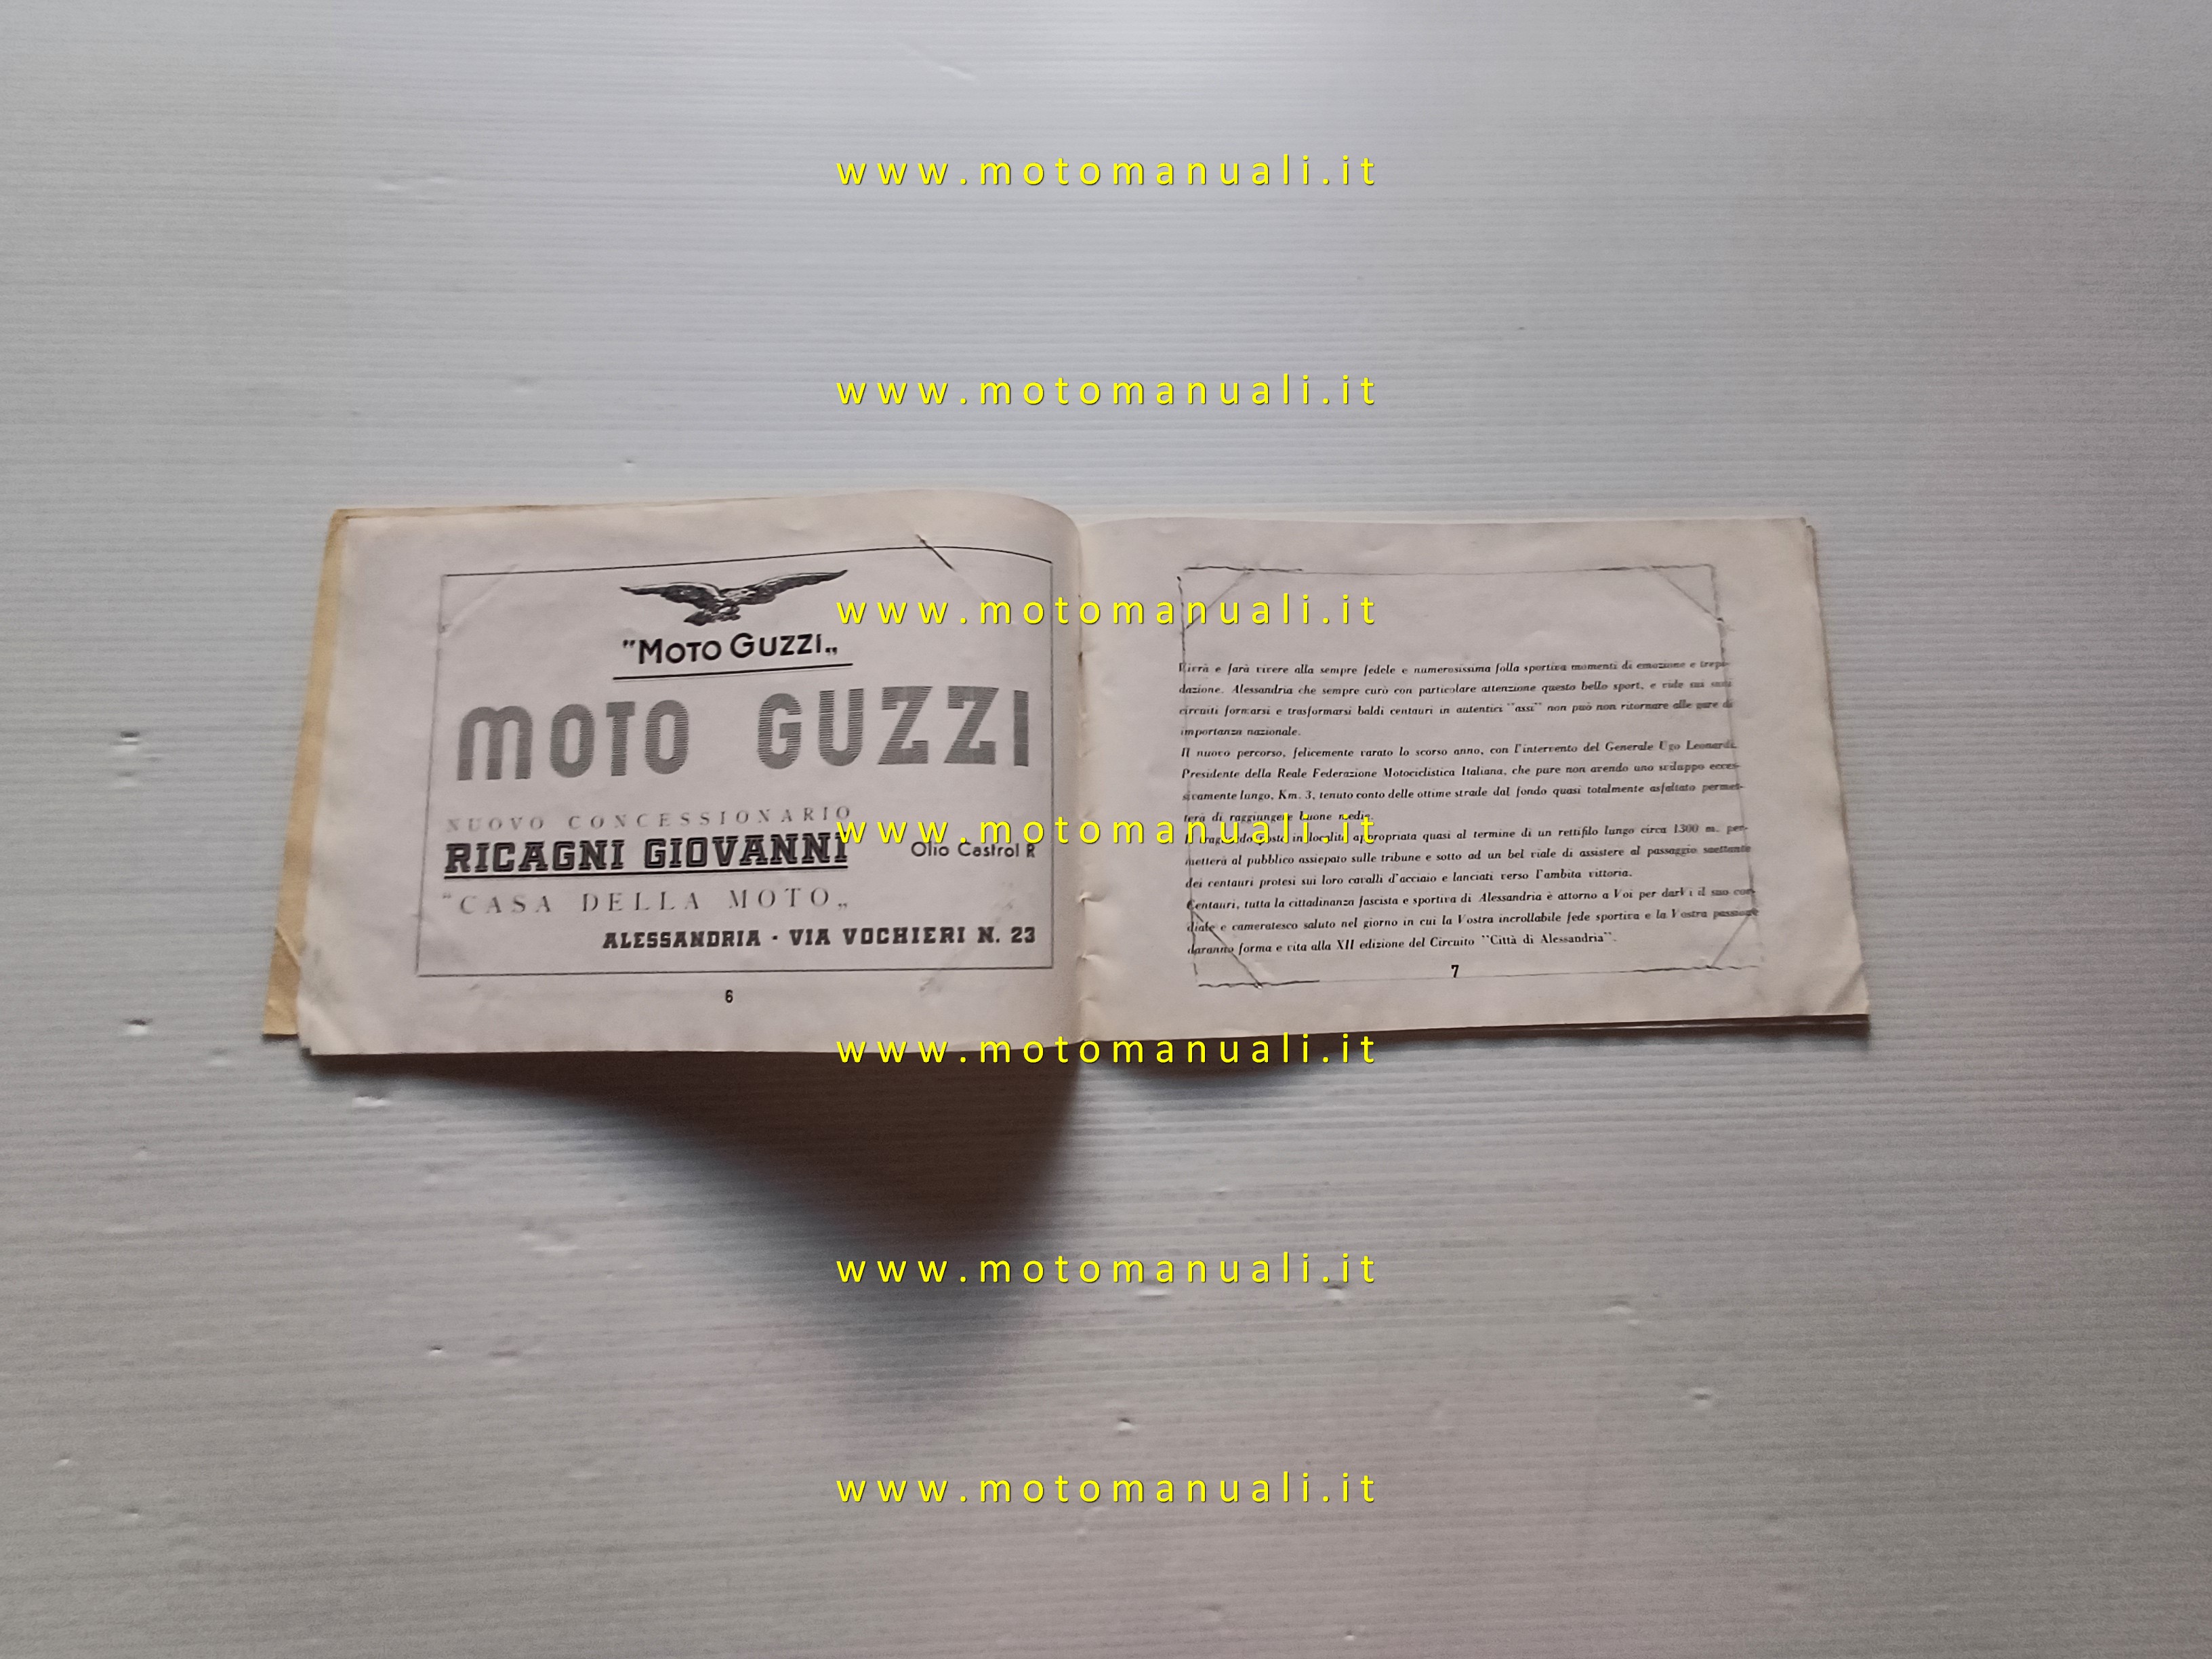 www.motomanuali.it
www.motomanuali.it
www.motomanuali.it
"Moto Guzzi„
MOTO GUZZI
NUOVO CONCESSIONARIO
RICAGNI GIOVANNI
Olio Castrol R
"CASA DELLA MOTO„
ALESSANDRIA - VIA VOCHIERI N. 23
6
Vivrà e farà vivere alla sempre fedele e numerosissima folla sportiva momenti di emozione e trepi-
dazione. Alessandria che sempre curò con particolare attenzione questo bello sport, e vide sui suoi
circuiti formarsi e trasformarsi baldi centauri in autentici "assi" non può non ritornare alle gare di
importanza nazionale.
Il nuovo percorso, felicemente varato lo scorso anno, con l'intervento del Generale Ugo Leonardi,
Presidente della Reale Federazione Motociclistica Italiana, che pure non avendo uno sviluppo ecces-
sivamente lungo, Km. 3, tenuto conto delle ottime strade dal fondo quasi totalmente asfaltato permet-
terà di raggiungere buone medie.
www.motomanuali.it
Il traguardo posto in località appropriata quasi al termine di un rettifilo lungo circa 1300 m. per-
metterà al pubblico assiepato sulle tribune e sotto ad un bel viale di assistere al passaggio saettante
dei centauri protesi sui loro cavalli d'acciaio e lanciati verso l'ambita vittoria.
Centauri, tutta la cittadinanza fascista e sportiva di Alessandria è attorno a Voi per darVi il suo cor-
diale e cameratesco saluto nel giorno in cui la Vostra incrollabile fede sportiva e la Vostra passione
daranno forma e vita alla XII edizione del Circuito "Città di Alessandria".
7
www.motomanuali.it
www.motomanuali.it
www.motomanuali.it